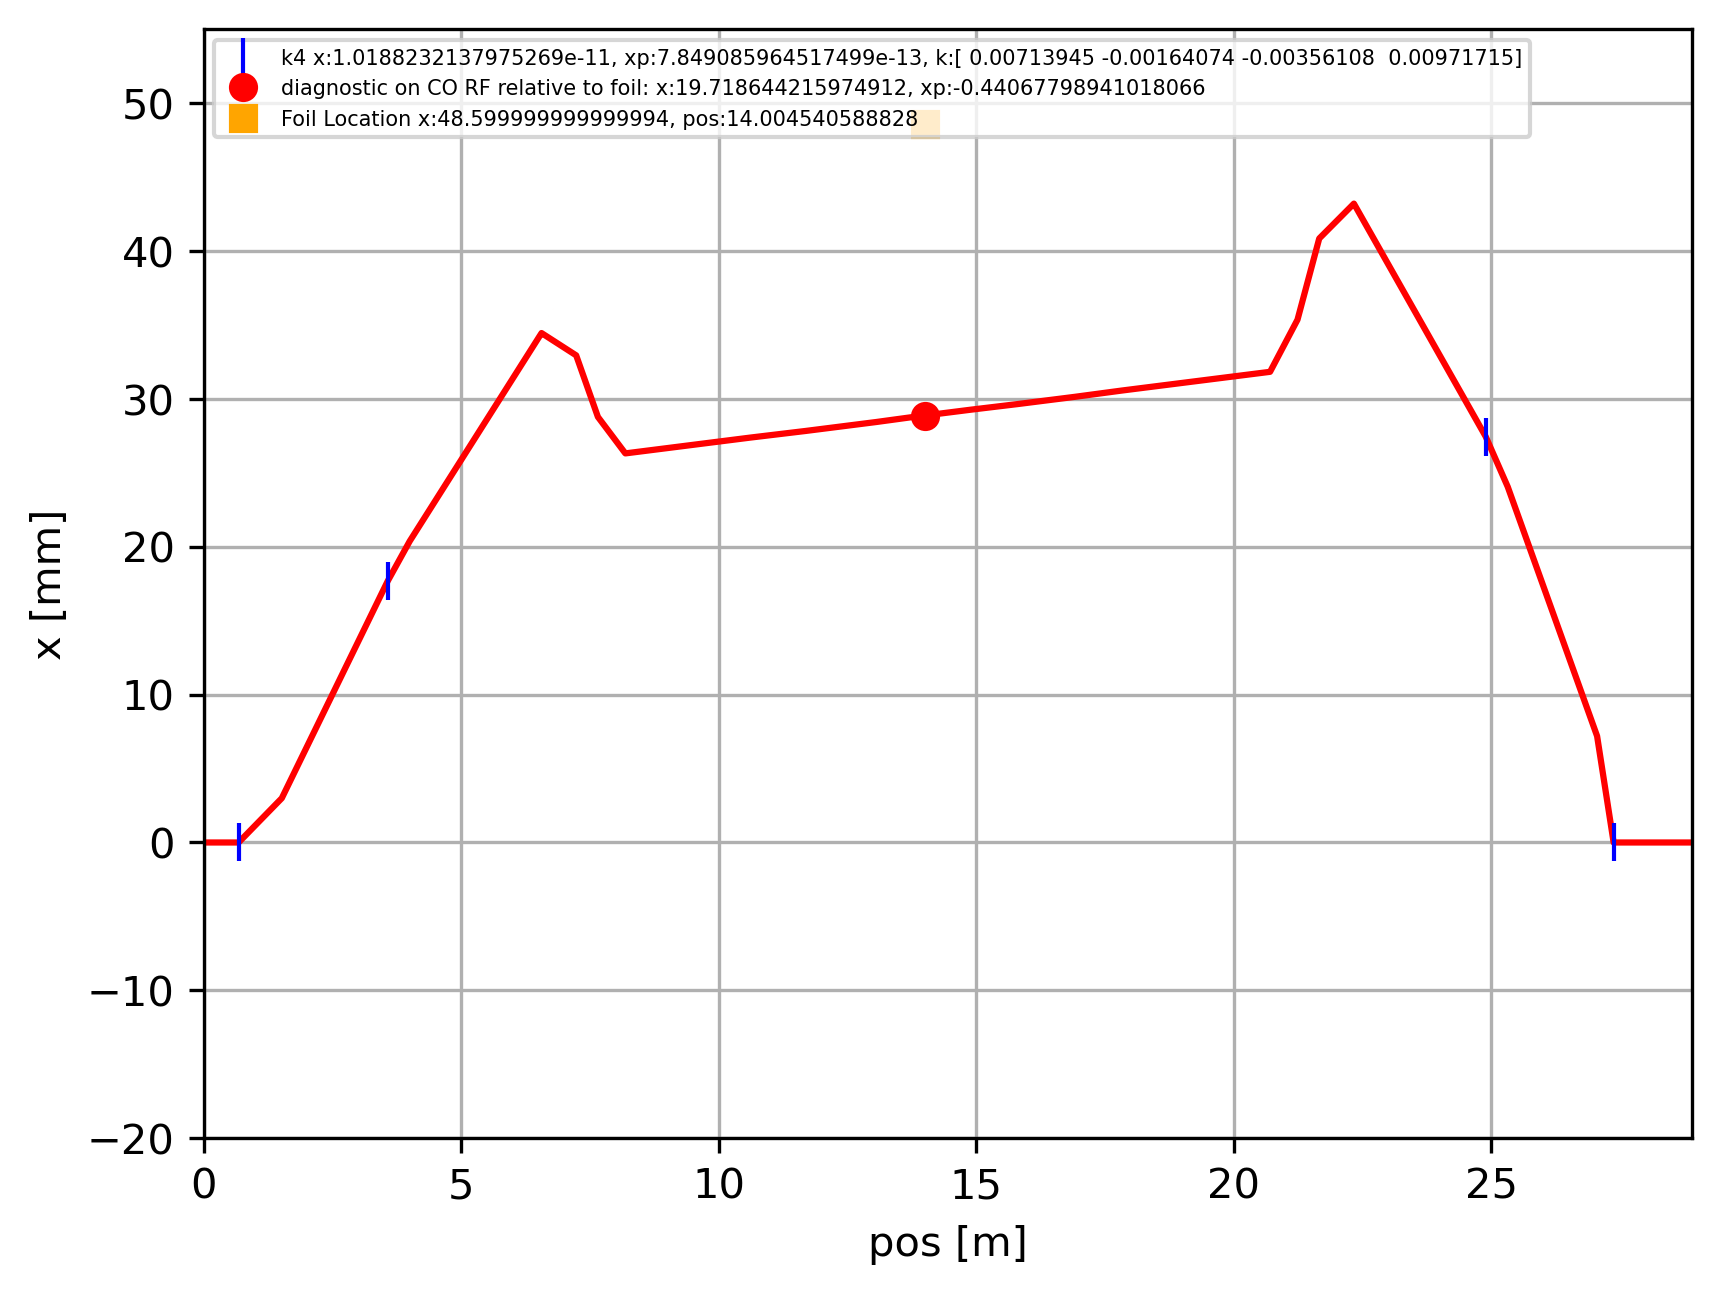 k4 x:1.0188232137975269e-11, xp:7.849085964517499e-13, k:[ 0.00713945 -0.00164074 -0.00356108  0.00971715]
diagnostic on CO RF relative to foil: x:19.718644215974912, xp:-0.44067798941018066
Foil Location x:48.599999999999994, pos:14.004540588828
50
40
30
20
10
0
−10
−20
x [mm]
0 5 10 15 20 25
pos [m]